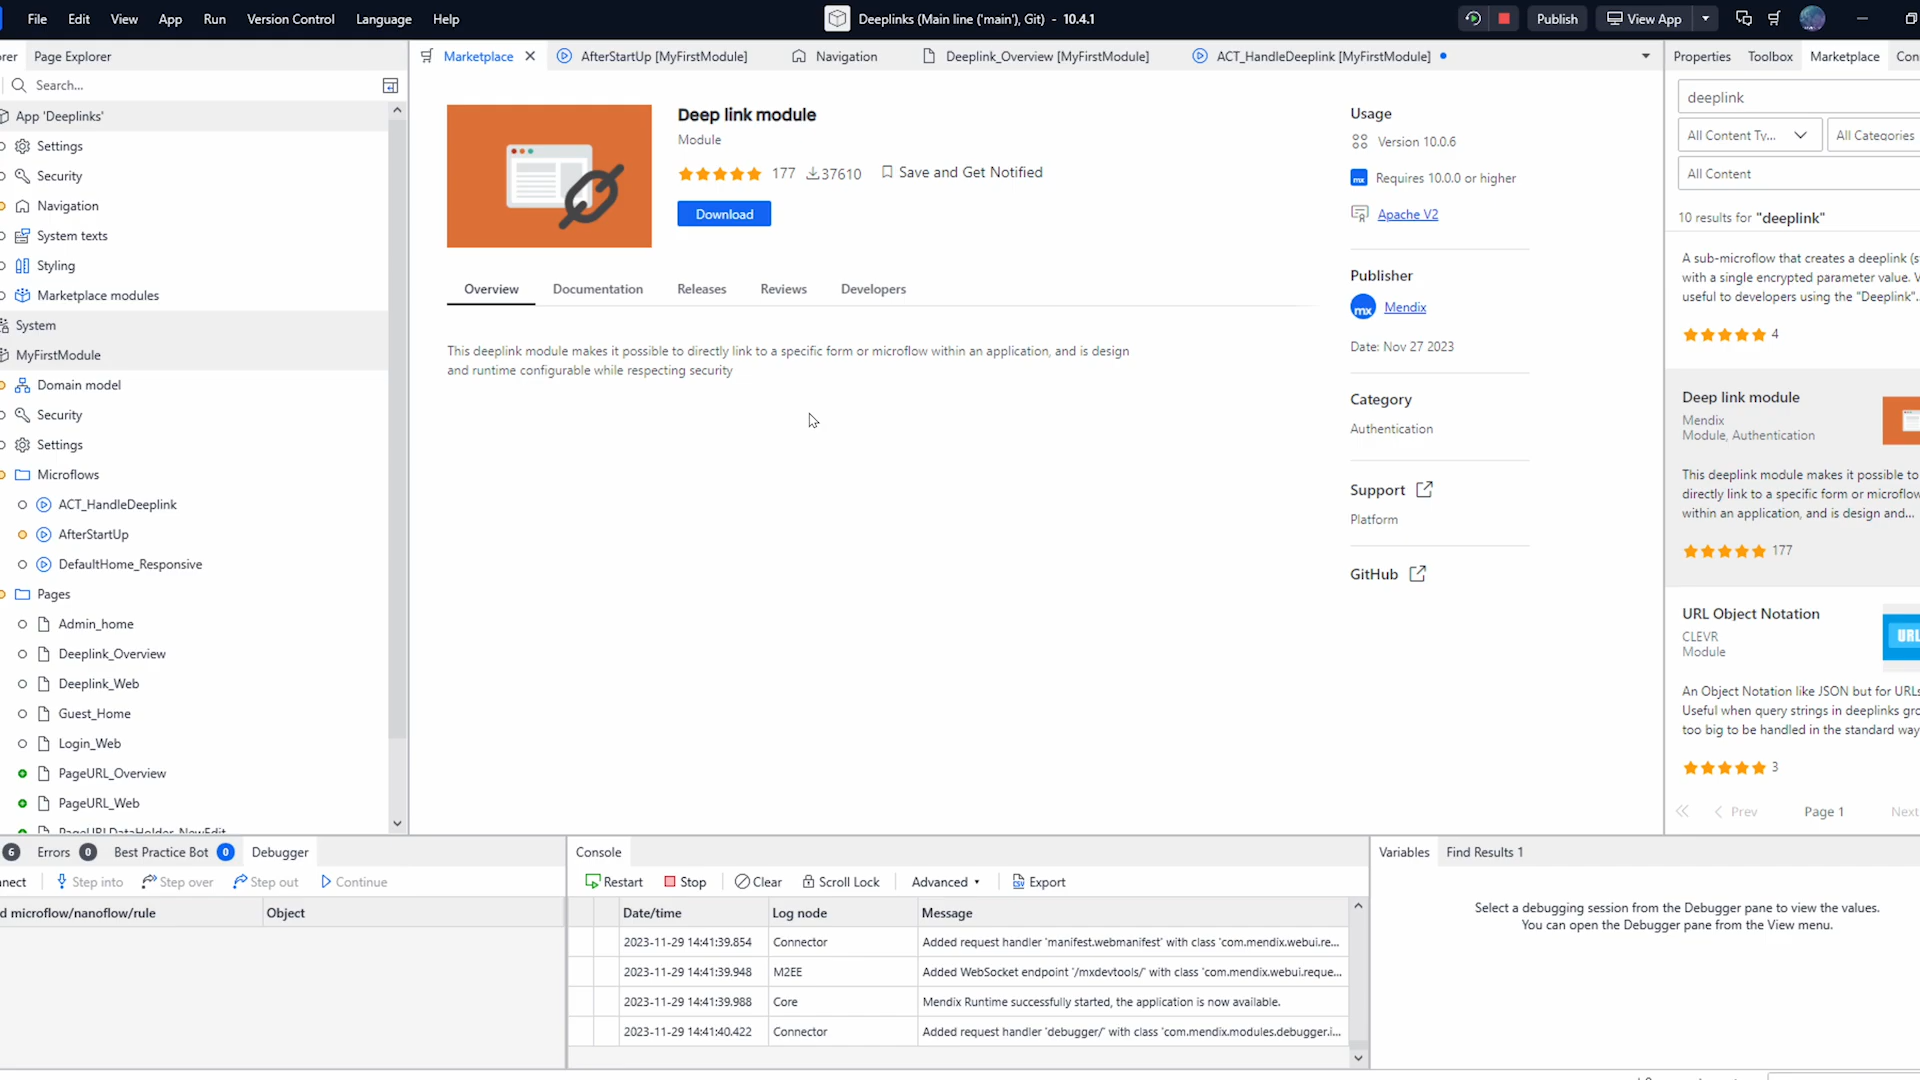 File Edit View App Run Version Control Language Help
Deeplinks (Main line ('main'), Git) - 10.4.1
Publish View App
Page Explorer
Search...
App 'Deeplinks'
Settings
Security
Navigation
System texts
Styling
Marketplace modules
System
MyFirstModule
Domain model
Security
Settings
Microflows
ACT_HandleDeeplink
AfterStartUp
DefaultHome_Responsive
Pages
Admin_home
Deeplink_Overview
Deeplink_Web
Guest_Home
Login_Web
PageURL_Overview
PageURL_Web
PageURLDataHolder_NewEdit
Marketplace AfterStartUp [MyFirstModule] Navigation Deeplink_Overview [MyFirstModule] ACT_HandleDeeplink [MyFirstModule]
Deep link module
Module
177 37610 Save and Get Notified
Download
Overview Documentation Releases Reviews Developers
This deeplink module makes it possible to directly link to a specific form or microflow within an application, and is design
and runtime configurable while respecting security
Usage
Version 10.0.6
mx Requires 10.0.0 or higher
Apache V2
Publisher
mx Mendix
Date: Nov 27 2023
Category
Authentication
Support
Platform
GitHub
Properties Toolbox Marketplace Con
deeplink
All Content Ty... All Categories
All Content
10 results for "deeplink"
A sub-microflow that creates a deeplink (s
with a single encrypted parameter value. V
useful to developers using the "Deeplink"..
4
Deep link module
Mendix
Module, Authentication
This deeplink module makes it possible to
directly link to a specific form or microflow
within an application, and is design and...
177
URL Object Notation
CLEVR
Module
URL
An Object Notation like JSON but for URLs
Useful when query strings in deeplinks gro
too big to be handled in the standard way
3
Prev Page 1 Next
6 Errors 0 Best Practice Bot 0 Debugger
nnect Step into Step over Step out Continue
d microflow/nanoflow/rule Object
Console
Restart Stop Clear Scroll Lock Advanced Export
Date/time Log node Message
2023-11-29 14:41:39.854 Connector Added request handler 'manifest.webmanifest' with class 'com.mendix.webui.re...
2023-11-29 14:41:39.948 M2EE Added WebSocket endpoint '/mxdevtools/' with class 'com.mendix.webui.reque...
2023-11-29 14:41:39.988 Core Mendix Runtime successfully started, the application is now available.
2023-11-29 14:41:40.422 Connector Added request handler 'debugger/' with class 'com.mendix.modules.debugger.i...
Variables Find Results 1
Select a debugging session from the Debugger pane to view the values.
You can open the Debugger pane from the View menu.